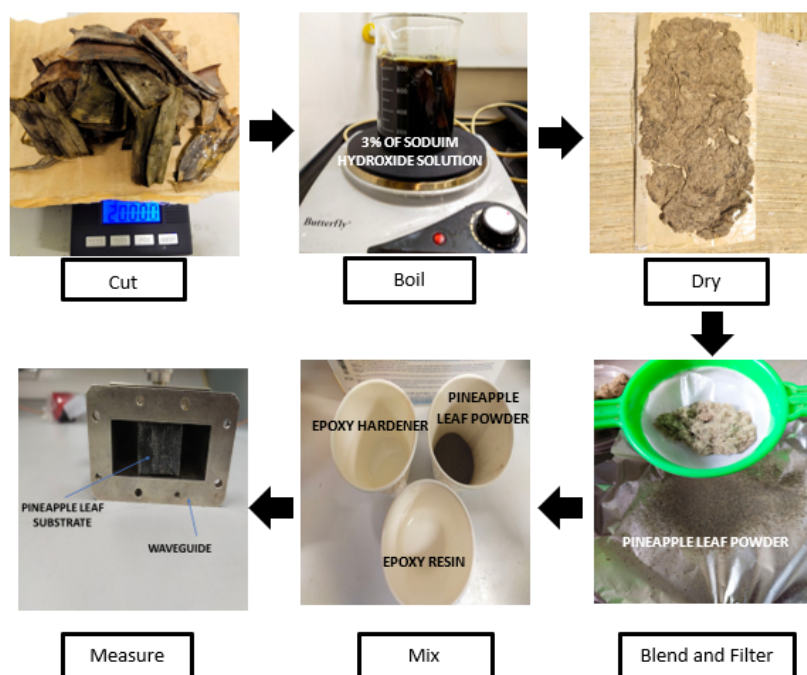 200.00
3% OF SODUIM
HYDROXIDE SOLUTION
Butterfly
Cut
Boil
Dry
PINEAPPLE LEAF
SUBSTRATE
WAVEGUIDE
EPOXY HARDENER
PINEAPPLE
LEAF POWDER
EPOXY RESIN
PINEAPPLE LEAF POWDER
Measure
Mix
Blend and Filter